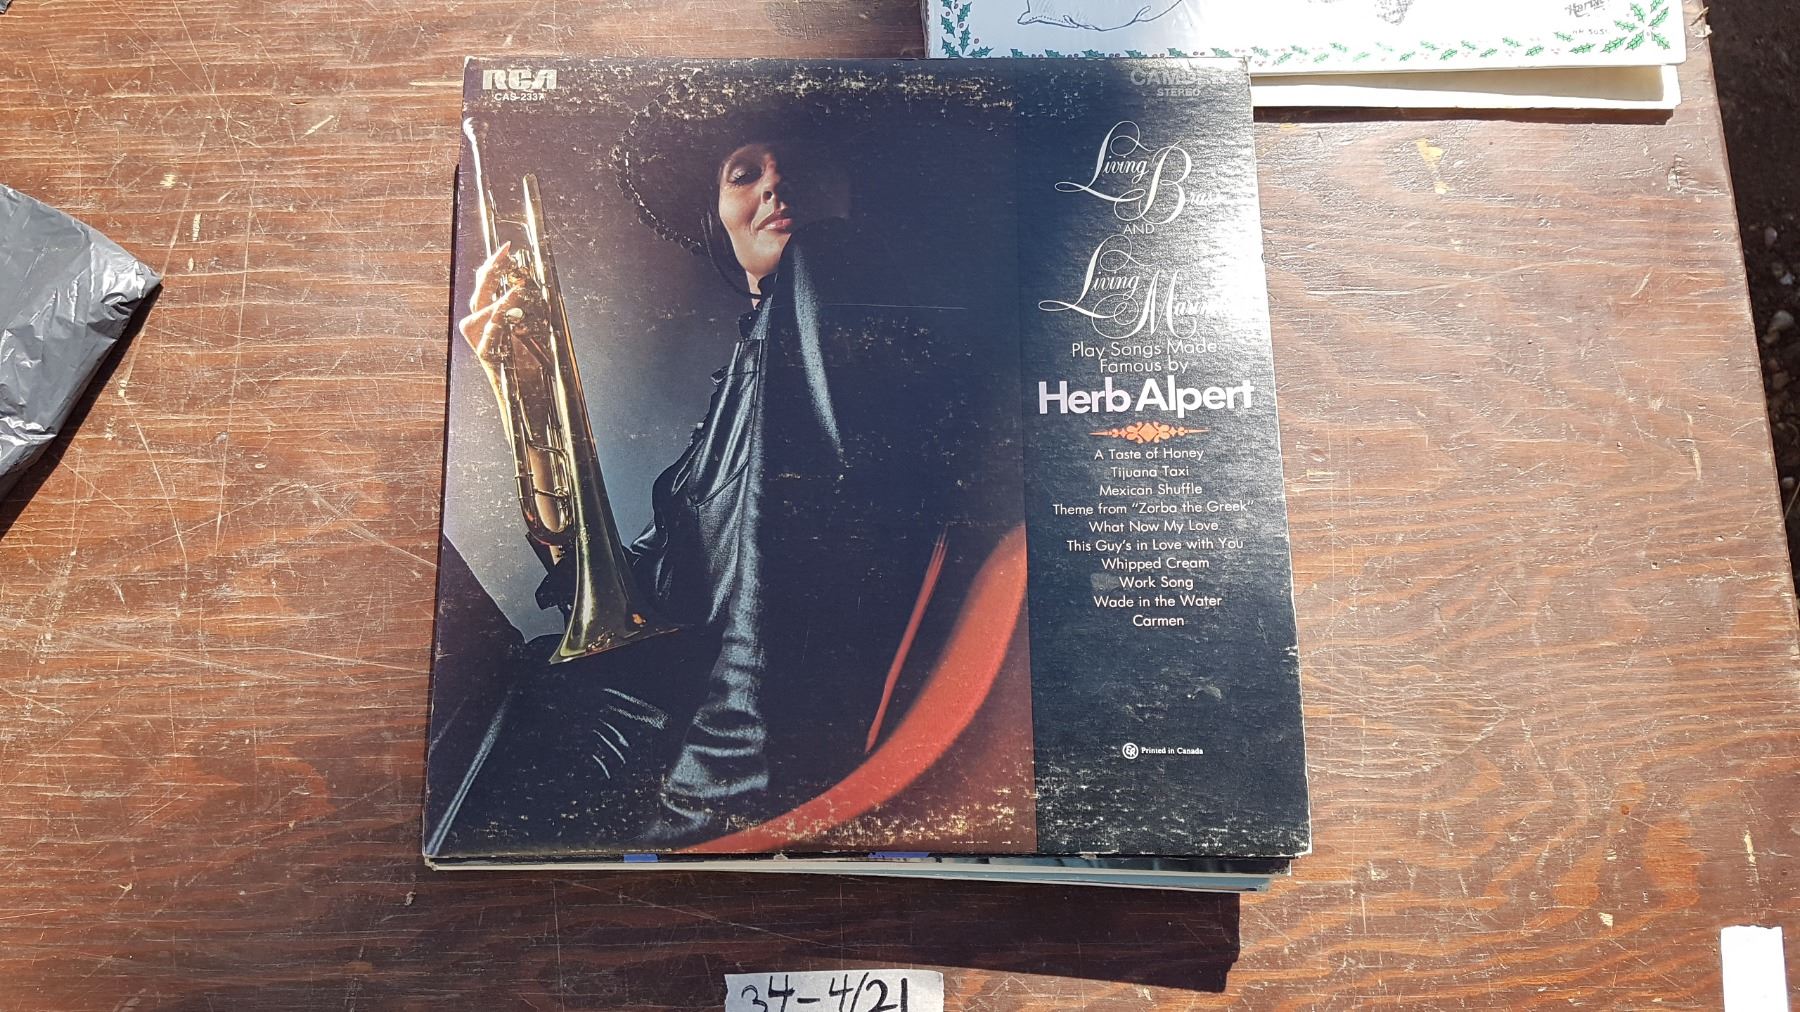 RCA
CAS-2337
STEREO
Living
AND
Living
Play Songs Made
Famous by
Herb Alpert
A Taste of Honey
Tijuana Taxi
Mexican Shuffle
Theme from "Zorba the Greek"
What Now My Love
This Guy's in Love with You
Whipped Cream
Work Song
Wade in the Water
Carmen
Printed in Canada
34-4/21